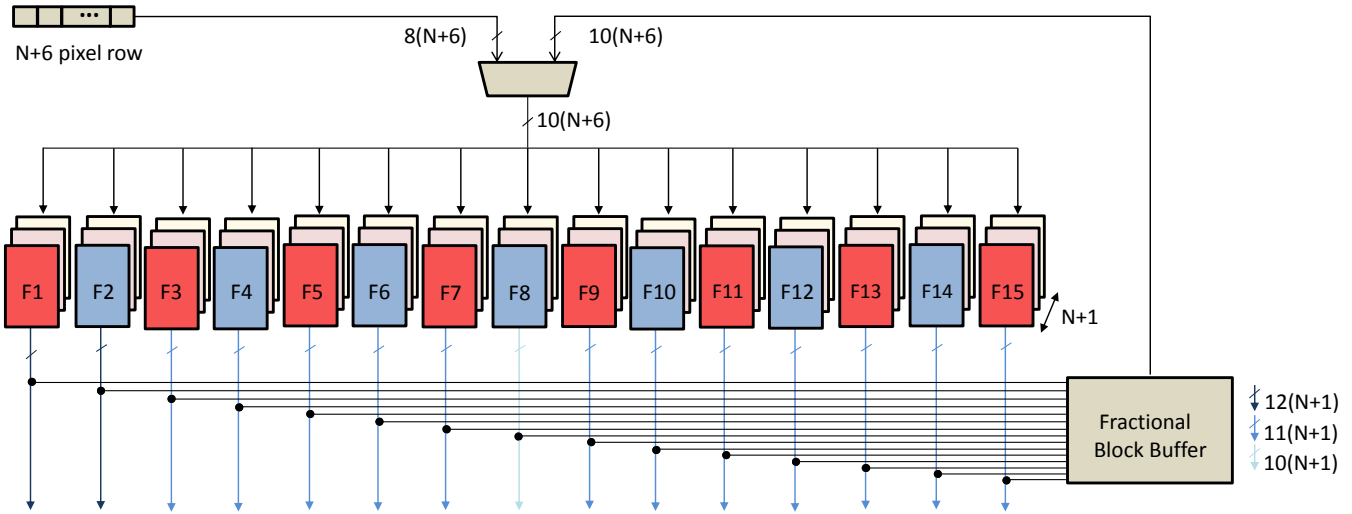 ...
N+6 pixel row
8(N+6)
10(N+6)
10(N+6)
F1
F2
F3
F4
F5
F6
F7
F8
F9
F10
F11
F12
F13
F14
F15
N+1
Fractional
Block Buffer
12(N+1)
11(N+1)
10(N+1)